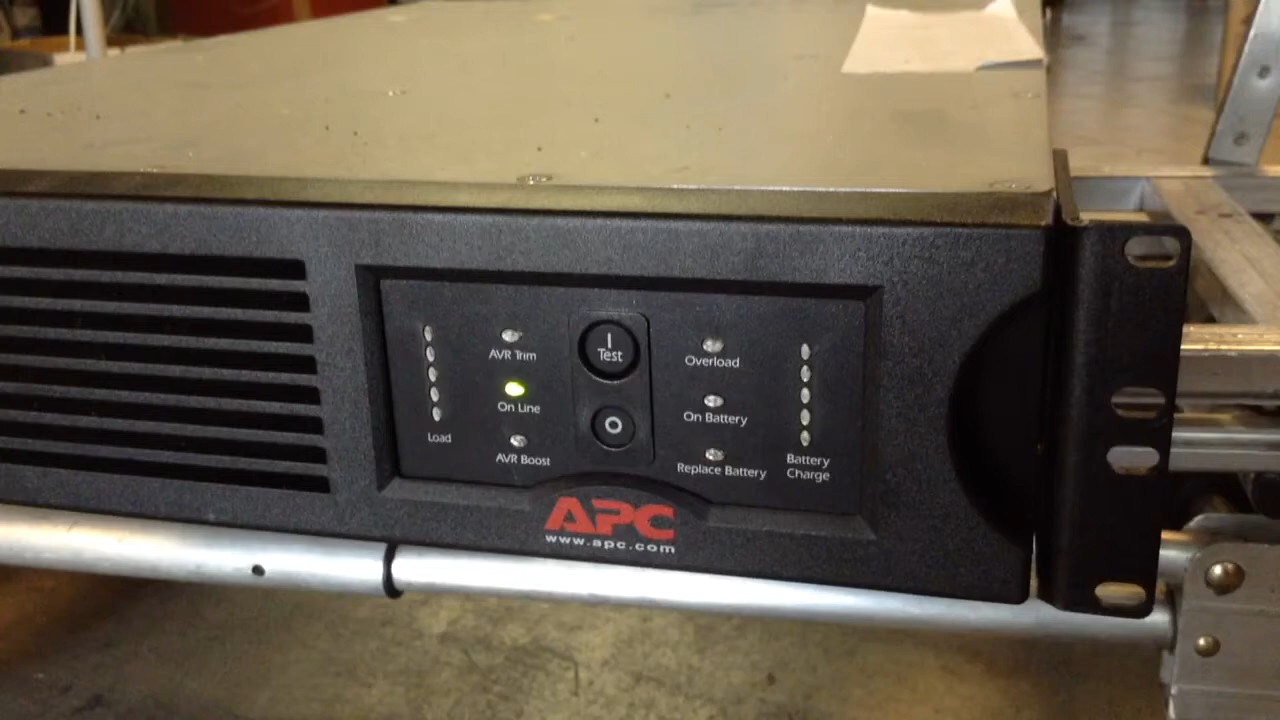 AVR Trim
On Line
AVR Boost
Load
I
Test
O
Overload
On Battery
Replace Battery
Battery
Charge
APC
www.apc.com